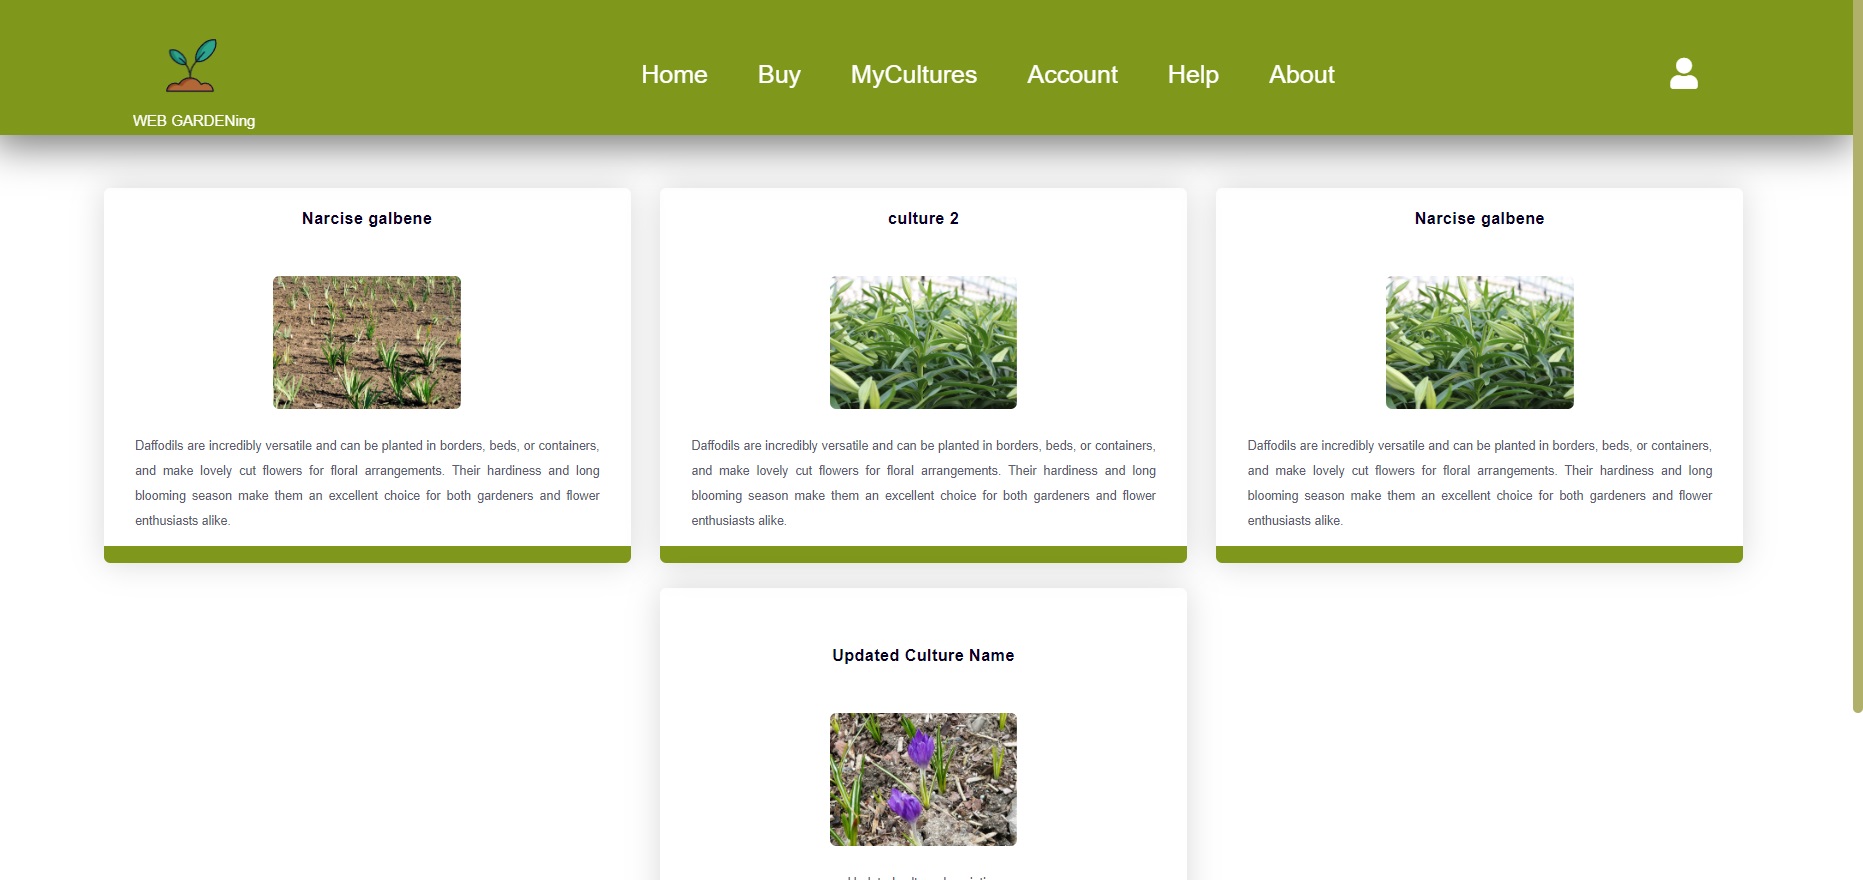 WEB GARDENing
Home Buy MyCultures Account Help About
Narcise galbene
Daffodils are incredibly versatile and can be planted in borders, beds, or containers,
and make lovely cut flowers for floral arrangements. Their hardiness and long
blooming season make them an excellent choice for both gardeners and flower
enthusiasts alike.
culture 2
Daffodils are incredibly versatile and can be planted in borders, beds, or containers,
and make lovely cut flowers for floral arrangements. Their hardiness and long
blooming season make them an excellent choice for both gardeners and flower
enthusiasts alike.
Narcise galbene
Daffodils are incredibly versatile and can be planted in borders, beds, or containers,
and make lovely cut flowers for floral arrangements. Their hardiness and long
blooming season make them an excellent choice for both gardeners and flower
enthusiasts alike.
Updated Culture Name